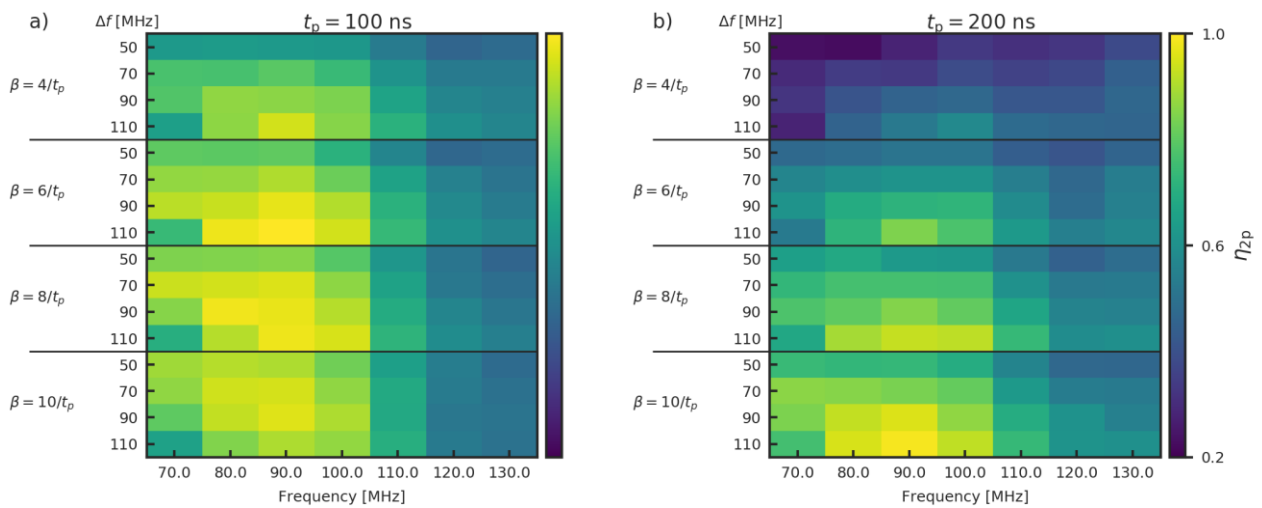 a)
Δf [MHz]
t_p = 100 ns
50
70
β = 4/t_p
90
110
50
70
β = 6/t_p
90
110
50
70
β = 8/t_p
90
110
50
70
β = 10/t_p
90
110
70.0 80.0 90.0 100.0 110.0 120.0 130.0
Frequency [MHz]
b)
Δf [MHz]
t_p = 200 ns
50
70
β = 4/t_p
90
110
50
70
β = 6/t_p
90
110
50
70
β = 8/t_p
90
110
50
70
β = 10/t_p
90
110
70.0 80.0 90.0 100.0 110.0 120.0 130.0
Frequency [MHz]
1.0
0.6
0.2
η_2p